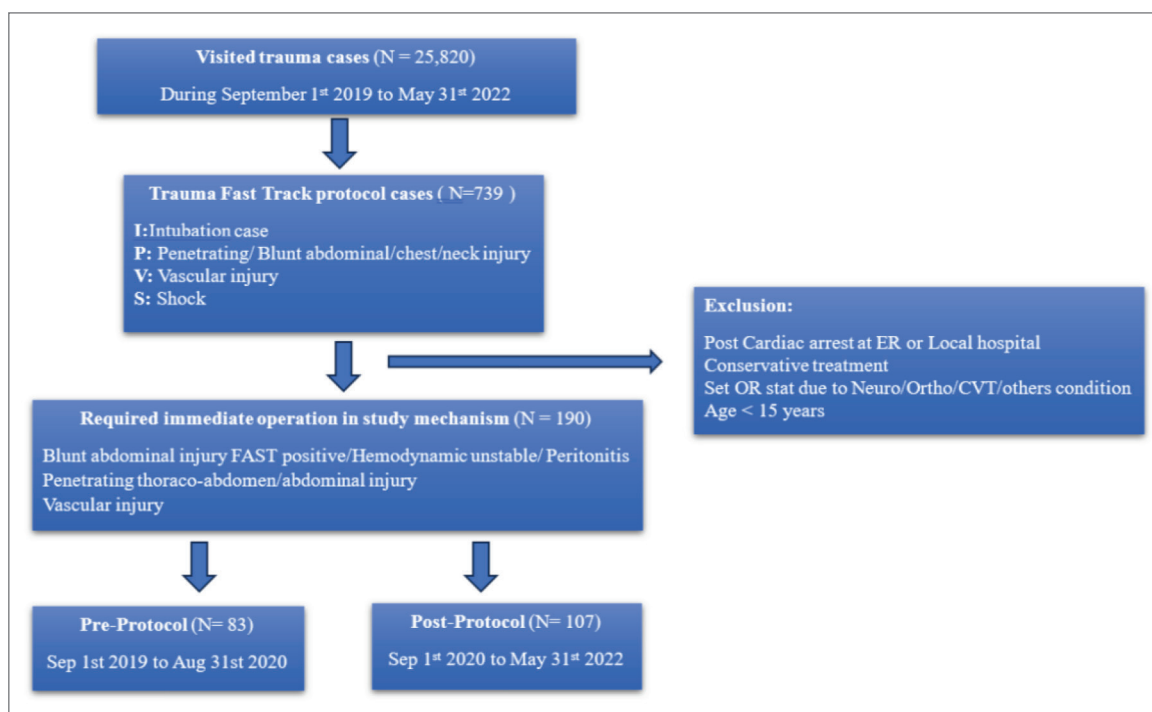 Visited trauma cases (N = 25,820)
During September 1st 2019 to May 31st 2022
Trauma Fast Track protocol cases ( N=739 )
I:Intubation case
P: Penetrating/ Blunt abdominal/chest/neck injury
V: Vascular injury
S: Shock
Exclusion:
Post Cardiac arrest at ER or Local hospital
Conservative treatment
Set OR stat due to Neuro/Ortho/CVT/others condition
Age < 15 years
Required immediate operation in study mechanism (N = 190)
Blunt abdominal injury FAST positive/Hemodynamic unstable/ Peritonitis
Penetrating thoraco-abdomen/abdominal injury
Vascular injury
Pre-Protocol (N= 83)
Sep 1st 2019 to Aug 31st 2020
Post-Protocol (N= 107)
Sep 1st 2020 to May 31st 2022